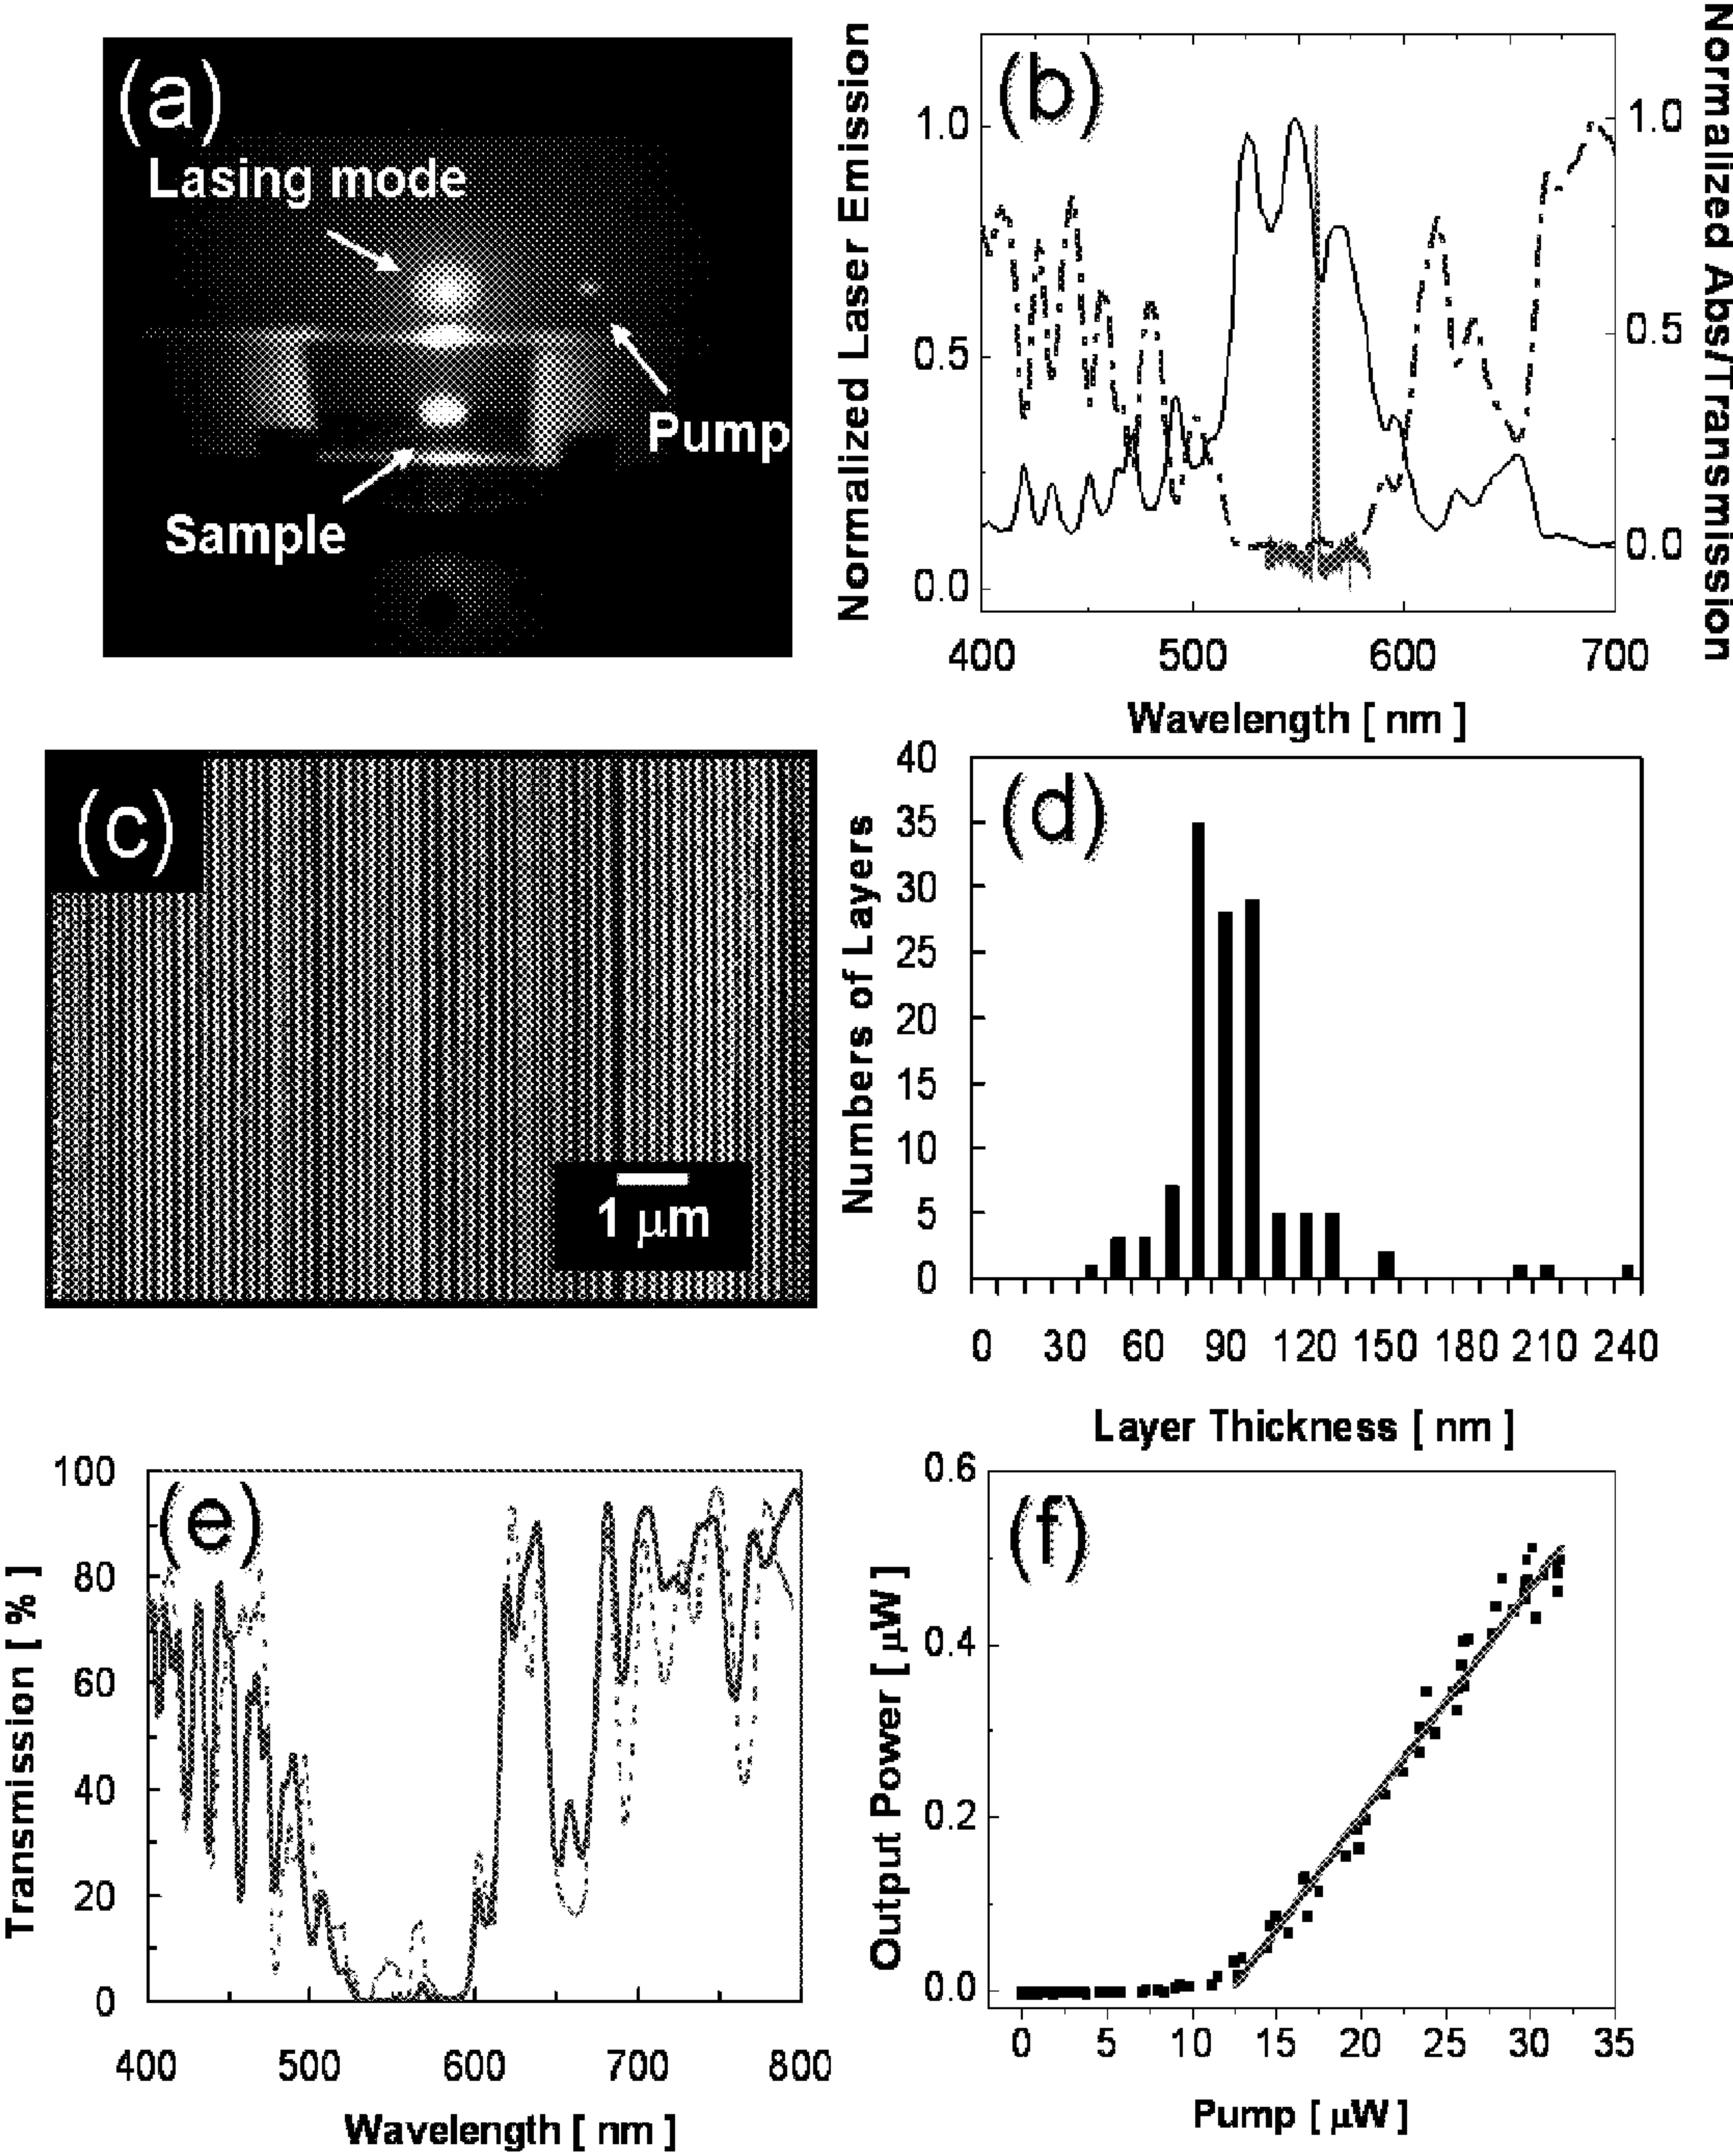 (a)
Lasing mode
Pump
Sample
(b)
Normalized Laser Emission
1.0
0.5
0.0
Normalized Abs/Transmission
1.0
0.5
0.0
400 500 600 700
Wavelength [ nm ]
(c)
1 μm
(d)
Numbers of Layers
40
35
30
25
20
15
10
5
0
0 30 60 90 120 150 180 210 240
Layer Thickness [ nm ]
(e)
Transmission [ % ]
100
80
60
40
20
0
400 500 600 700 800
Wavelength [ nm ]
(f)
Output Power [ μW ]
0.6
0.4
0.2
0.0
0 5 10 15 20 25 30 35
Pump [ μW ]